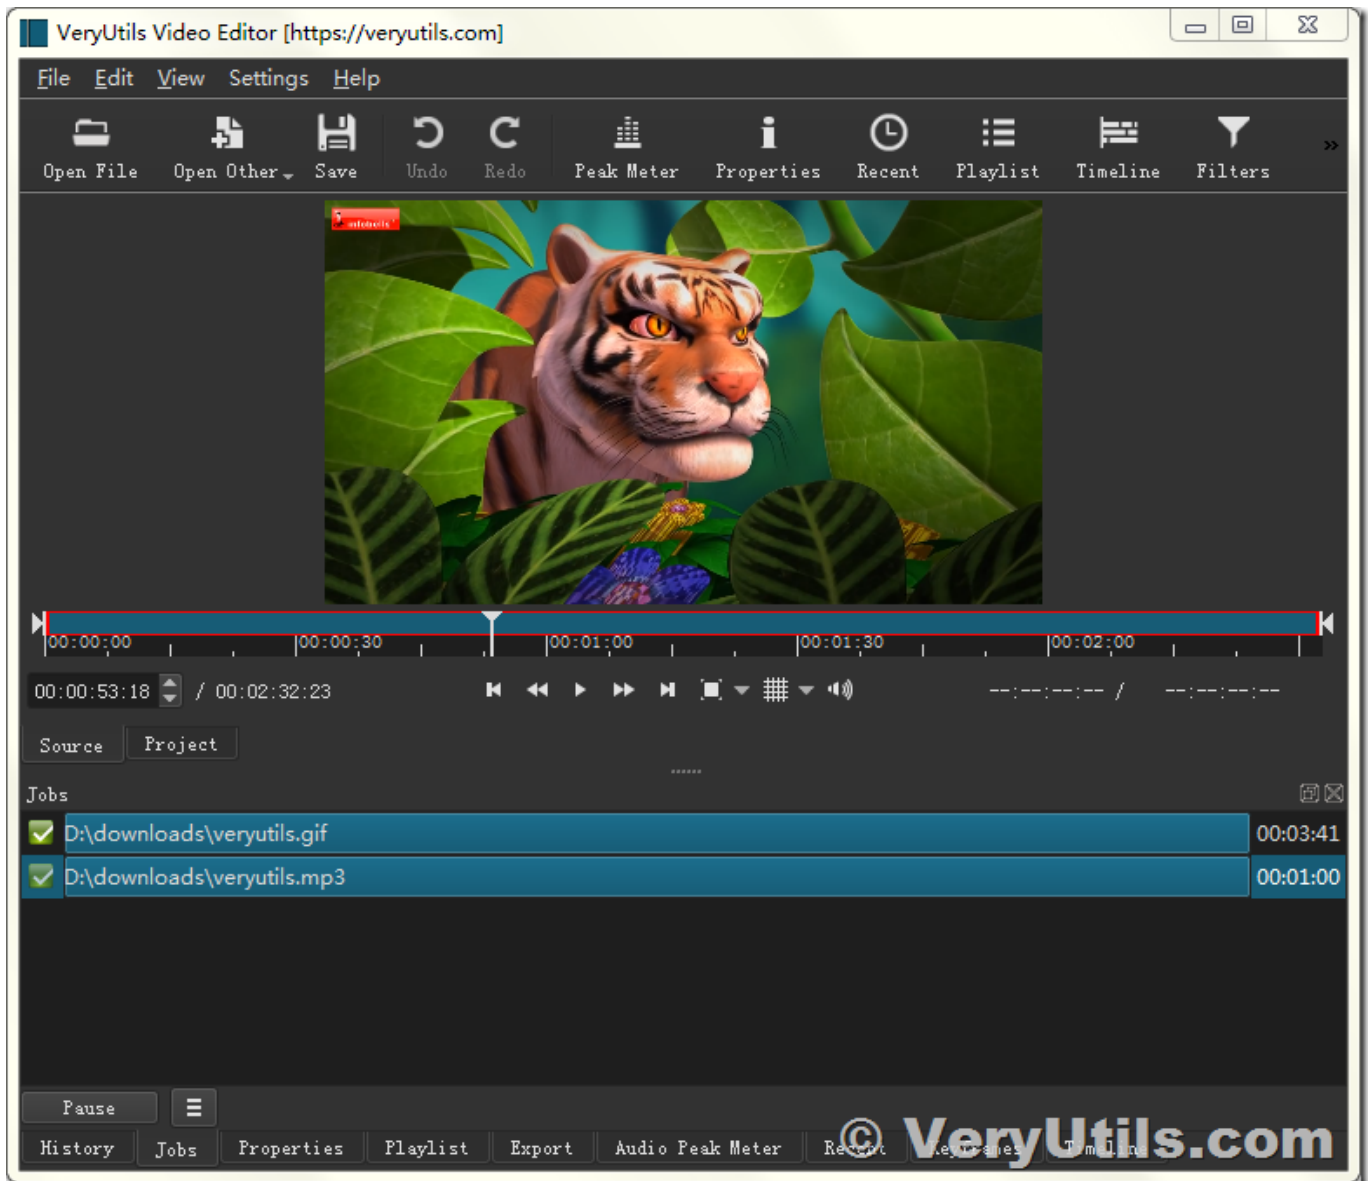 VeryUtils Video Editor [https://veryutils.com]
File Edit View Settings Help
Open File Open Other Save Undo Redo Peak Meter Properties Recent Playlist Timeline Filters »
00:00:00 00:00:30 00:01:00 00:01:30 00:02:00
00:00:53:18 / 00:02:32:23 --:--:--:-- / --:--:--:--
Source Project
Jobs
D:\downloads\veryutils.gif 00:03:41
D:\downloads\veryutils.mp3 00:01:00
Pause
History Jobs Properties Playlist Export Audio Peak Meter Recent Keyframes Timeline
© VeryUtils.com